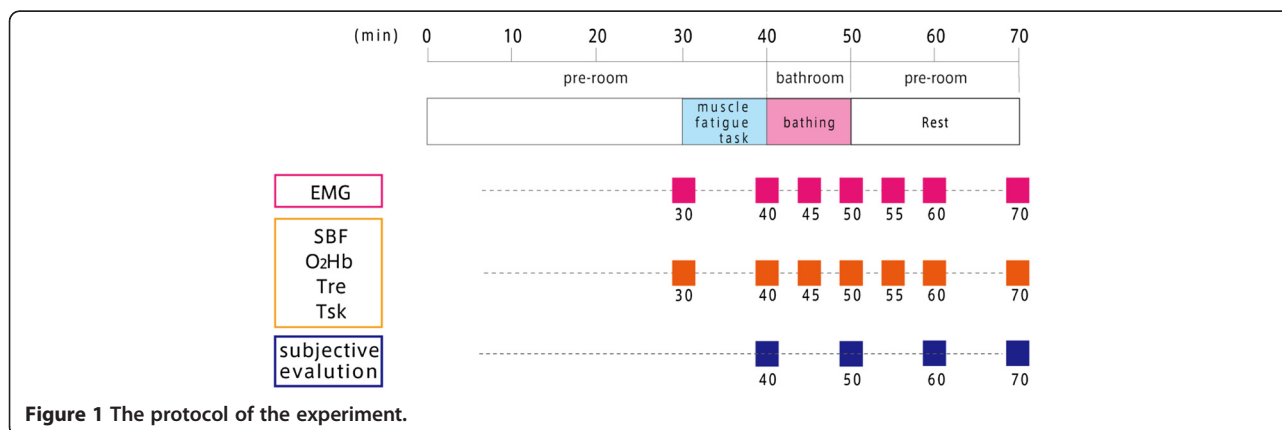 (min) 0 10 20 30 40 50 60 70
pre-room bathroom pre-room
muscle
fatigue
task
bathing
Rest
EMG
30 40 45 50 55 60 70
SBF
O2Hb
Tre
Tsk
30 40 45 50 55 60 70
subjective
evalution
40 50 60 70
Figure 1 The protocol of the experiment.